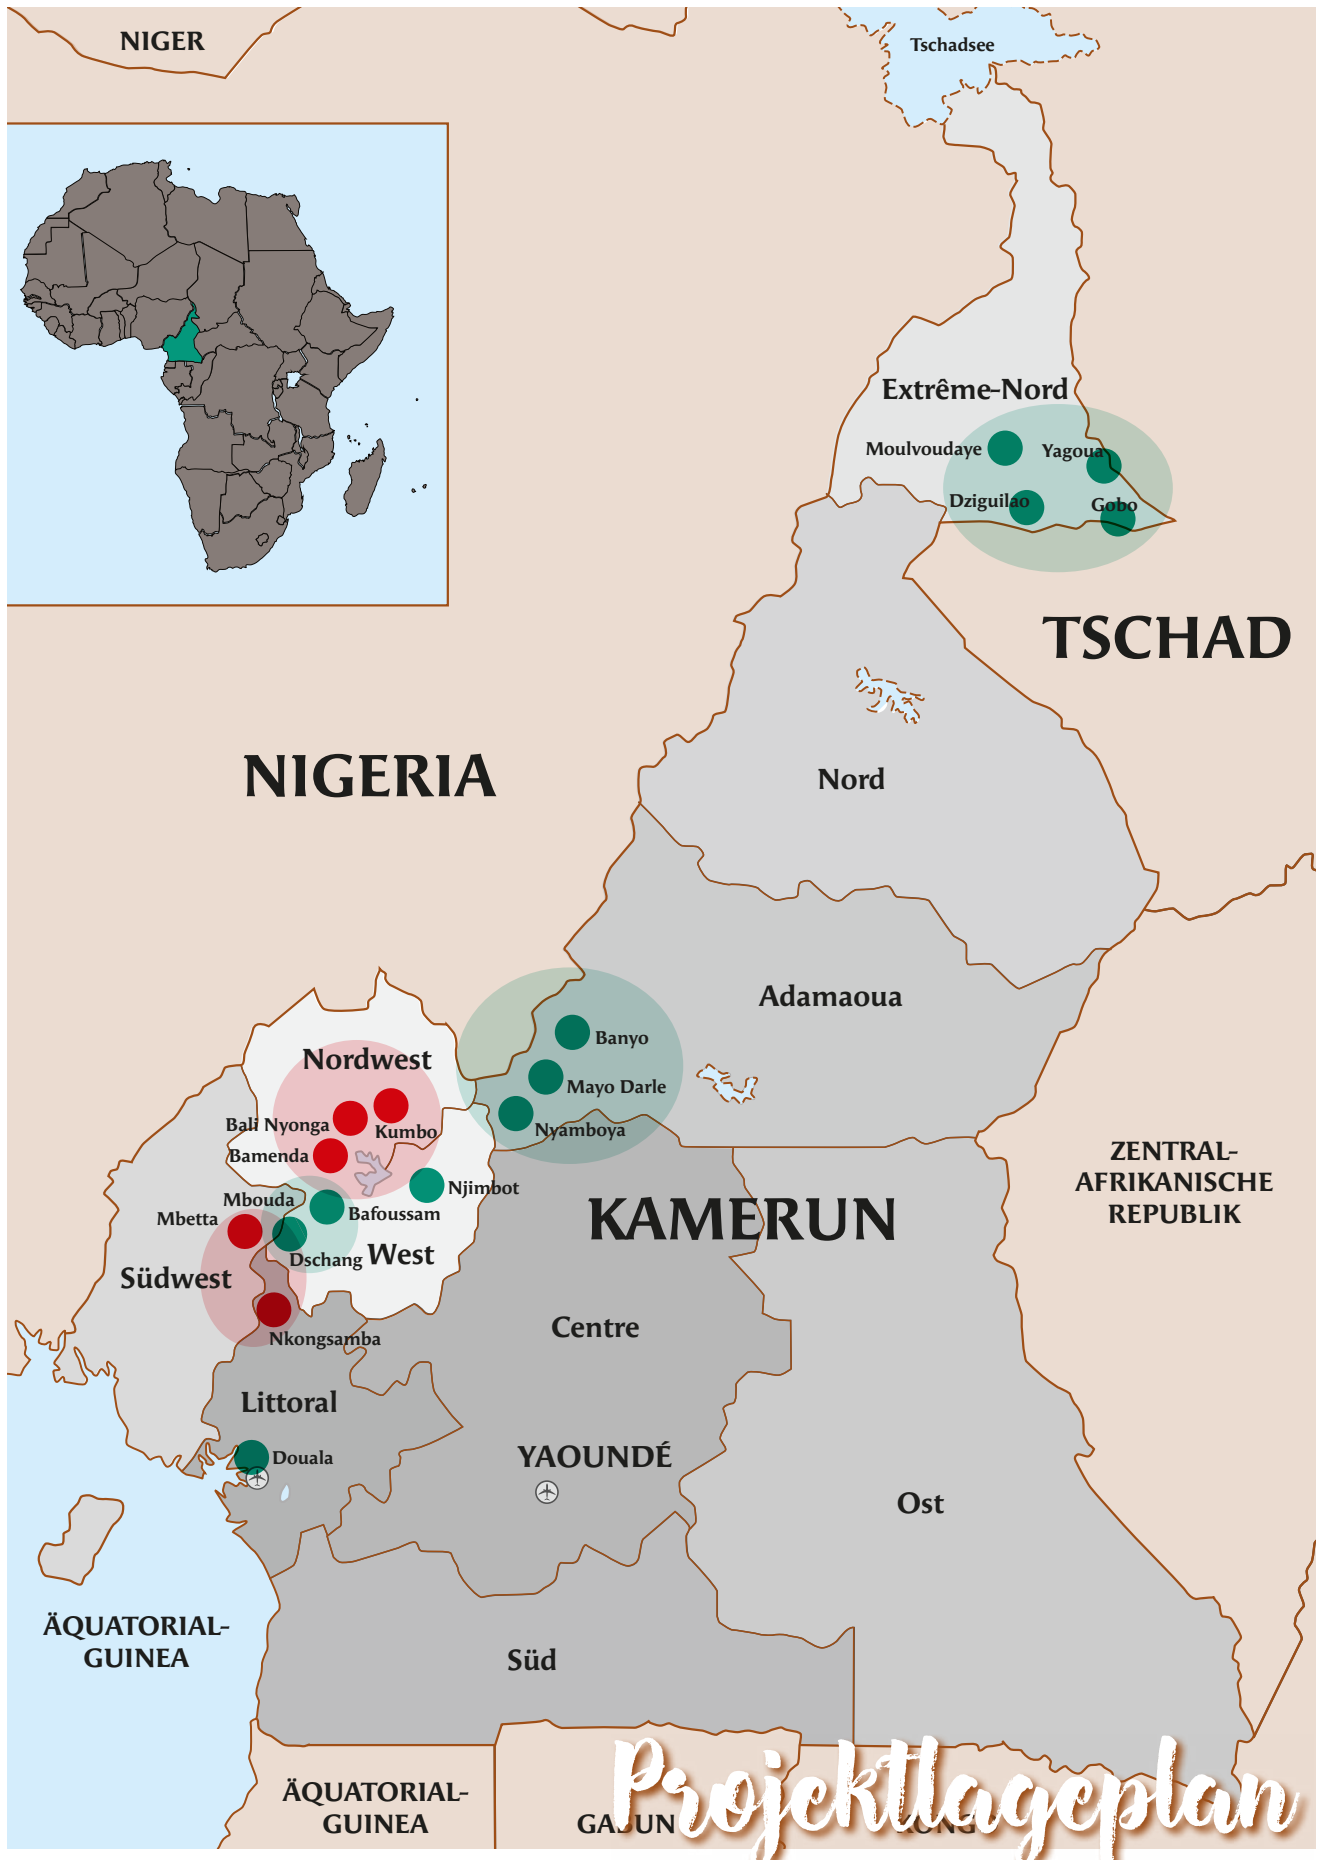 NIGER
Tschadsee
Extrême-Nord
Moulvoudaye
Yagoua
Dziguilao
Gobo
TSCHAD
NIGERIA
Nord
Adamaoua
Banyo
Mayo Darle
Nyamboya
Nordwest
Bali Nyonga
Kumbo
Bamenda
ZENTRAL-
AFRIKANISCHE
REPUBLIK
Njimbot
Mbouda
Mbetta
Bafoussam
KAMERUN
Dschang
West
Südwest
Centre
Nkongsamba
Littoral
YAOUNDÉ
Douala
Ost
ÄQUATORIAL-
GUINEA
Süd
ÄQUATORIAL-
GUINEA
GABUN
KONGO
Projektlageplan